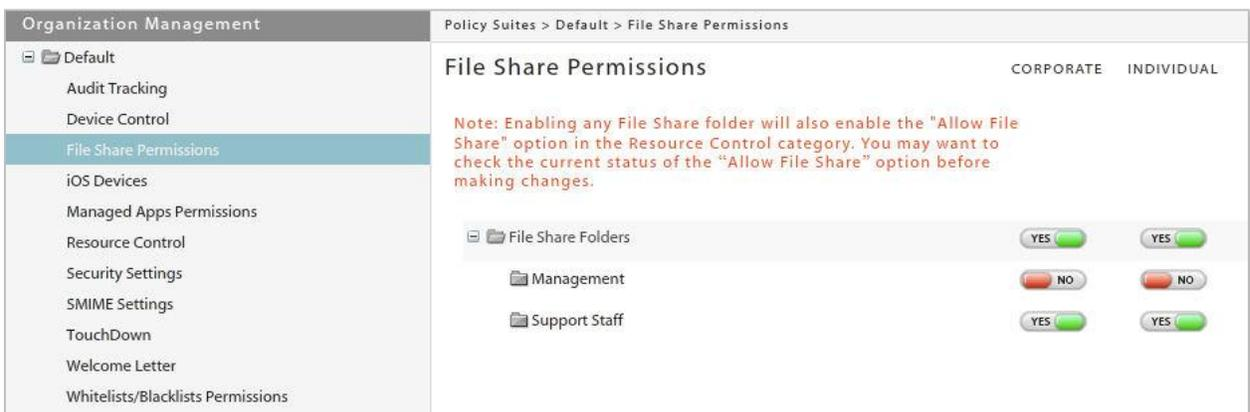 Organization Management
Default
Audit Tracking
Device Control
File Share Permissions
iOS Devices
Managed Apps Permissions
Resource Control
Security Settings
SMIME Settings
TouchDown
Welcome Letter
Whitelists/Blacklists Permissions
Policy Suites > Default > File Share Permissions
File Share Permissions CORPORATE INDIVIDUAL
Note: Enabling any File Share folder will also enable the "Allow File
Share" option in the Resource Control category. You may want to
check the current status of the “Allow File Share” option before
making changes.
File Share Folders YES YES
Management NO NO
Support Staff YES YES